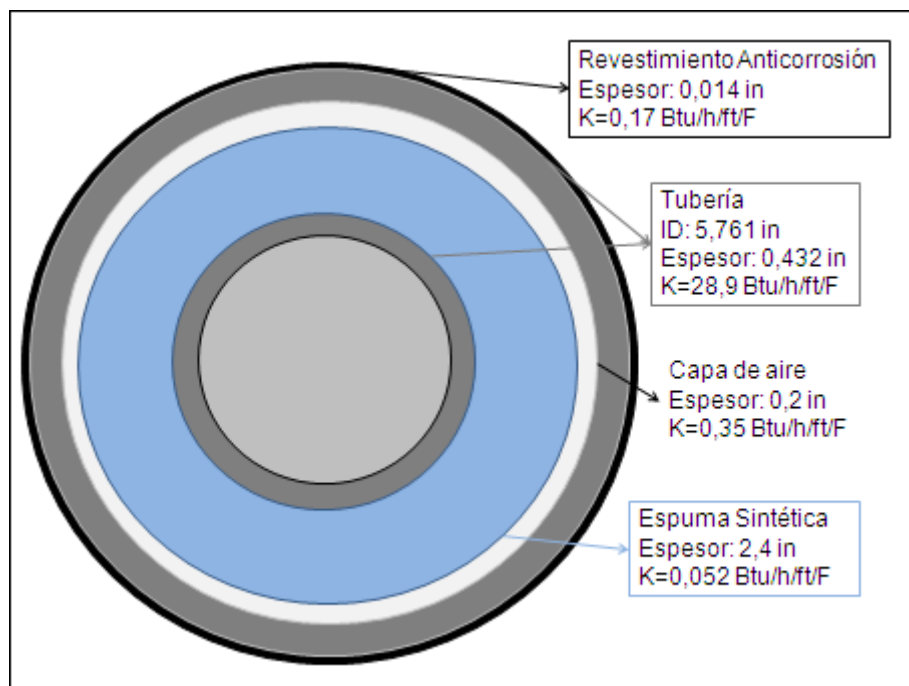 Revestimiento Anticorrosión
Espesor: 0,014 in
K=0,17 Btu/h/ft/F
Tubería
ID: 5,761 in
Espesor: 0,432 in
K=28,9 Btu/h/ft/F
Capa de aire
Espesor: 0,2 in
K=0,35 Btu/h/ft/F
Espuma Sintética
Espesor: 2,4 in
K=0,052 Btu/h/ft/F